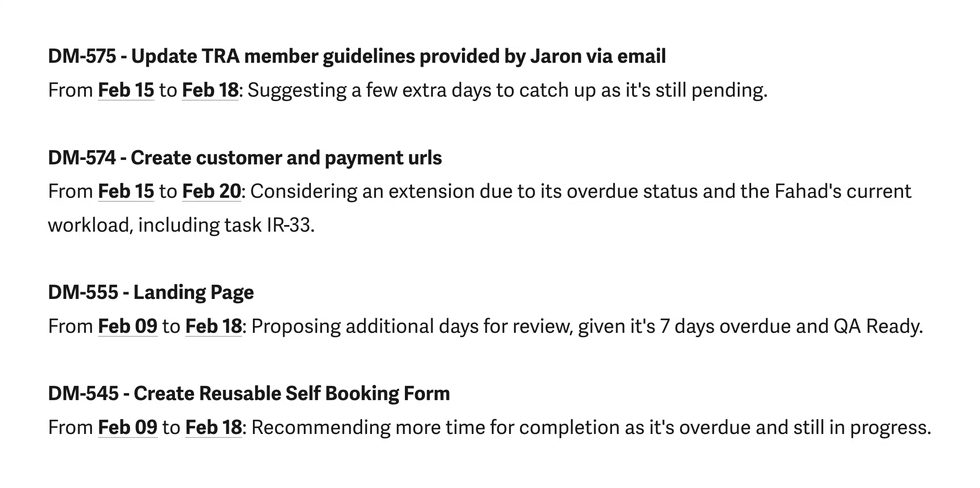 DM-575 - Update TRA member guidelines provided by Jaron via email
From Feb 15 to Feb 18: Suggesting a few extra days to catch up as it's still pending.
DM-574 - Create customer and payment urls
From Feb 15 to Feb 20: Considering an extension due to its overdue status and the Fahad's current
workload, including task IR-33.
DM-555 - Landing Page
From Feb 09 to Feb 18: Proposing additional days for review, given it's 7 days overdue and QA Ready.
DM-545 - Create Reusable Self Booking Form
From Feb 09 to Feb 18: Recommending more time for completion as it's overdue and still in progress.